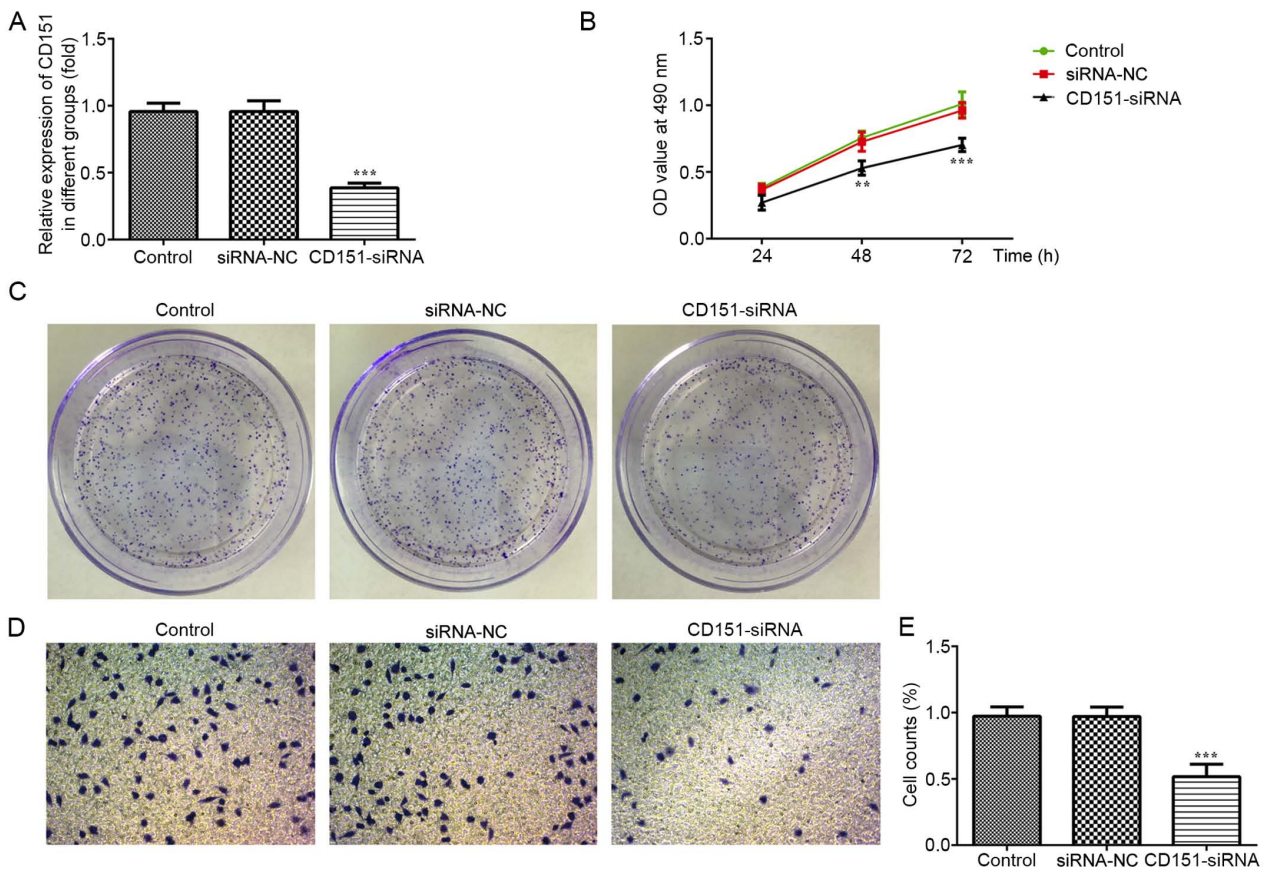 A
Relative expression of CD151
in different groups (fold)
1.5
1.0
0.5
0.0
***
Control
siRNA-NC
CD151-siRNA
B
OD value at 490 nm
1.5
1.0
0.5
0.0
**
***
24
48
72
Time (h)
Control
siRNA-NC
CD151-siRNA
C
Control
siRNA-NC
CD151-siRNA
D
Control
siRNA-NC
CD151-siRNA
E
Cell counts (%)
1.5
1.0
0.5
0.0
***
Control
siRNA-NC
CD151-siRNA